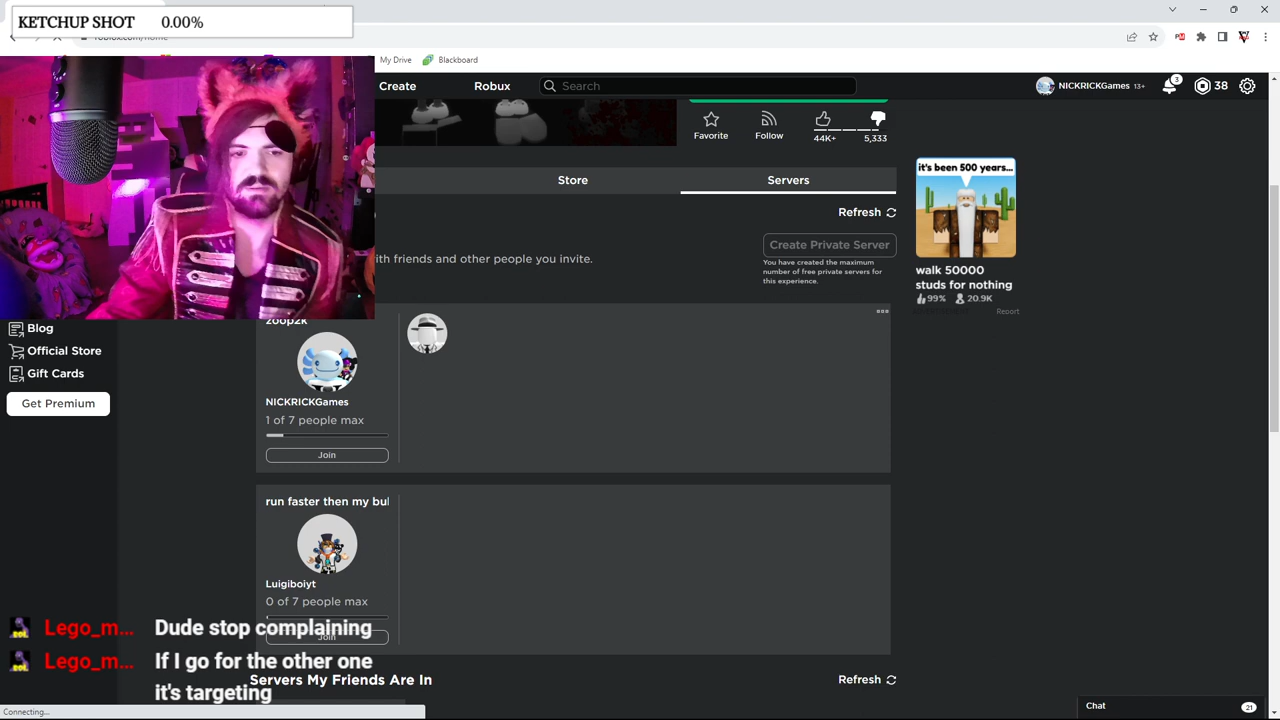 KETCHUP SHOT 0.00%
roblox.com/home
My Drive
Blackboard
Create
Robux
Search
NICKRICKGames 13+
3
38
Favorite
Follow
44K+
5,333
it's been 500 years...
Store
Servers
Refresh
Create Private Server
ith friends and other people you invite.
You have created the maximum
number of free private servers for
this experience.
walk 50000
studs for nothing
99% 20.9K
Report
Blog
Official Store
Gift Cards
Get Premium
zoop2k
NICKRICKGames
1 of 7 people max
Join
run faster then my bul
Luigiboiyt
0 of 7 people max
Join
Lego_m... Dude stop complaining
Lego_m... If I go for the other one
it's targeting
Servers My Friends Are In
Refresh
Connecting...
Chat
21